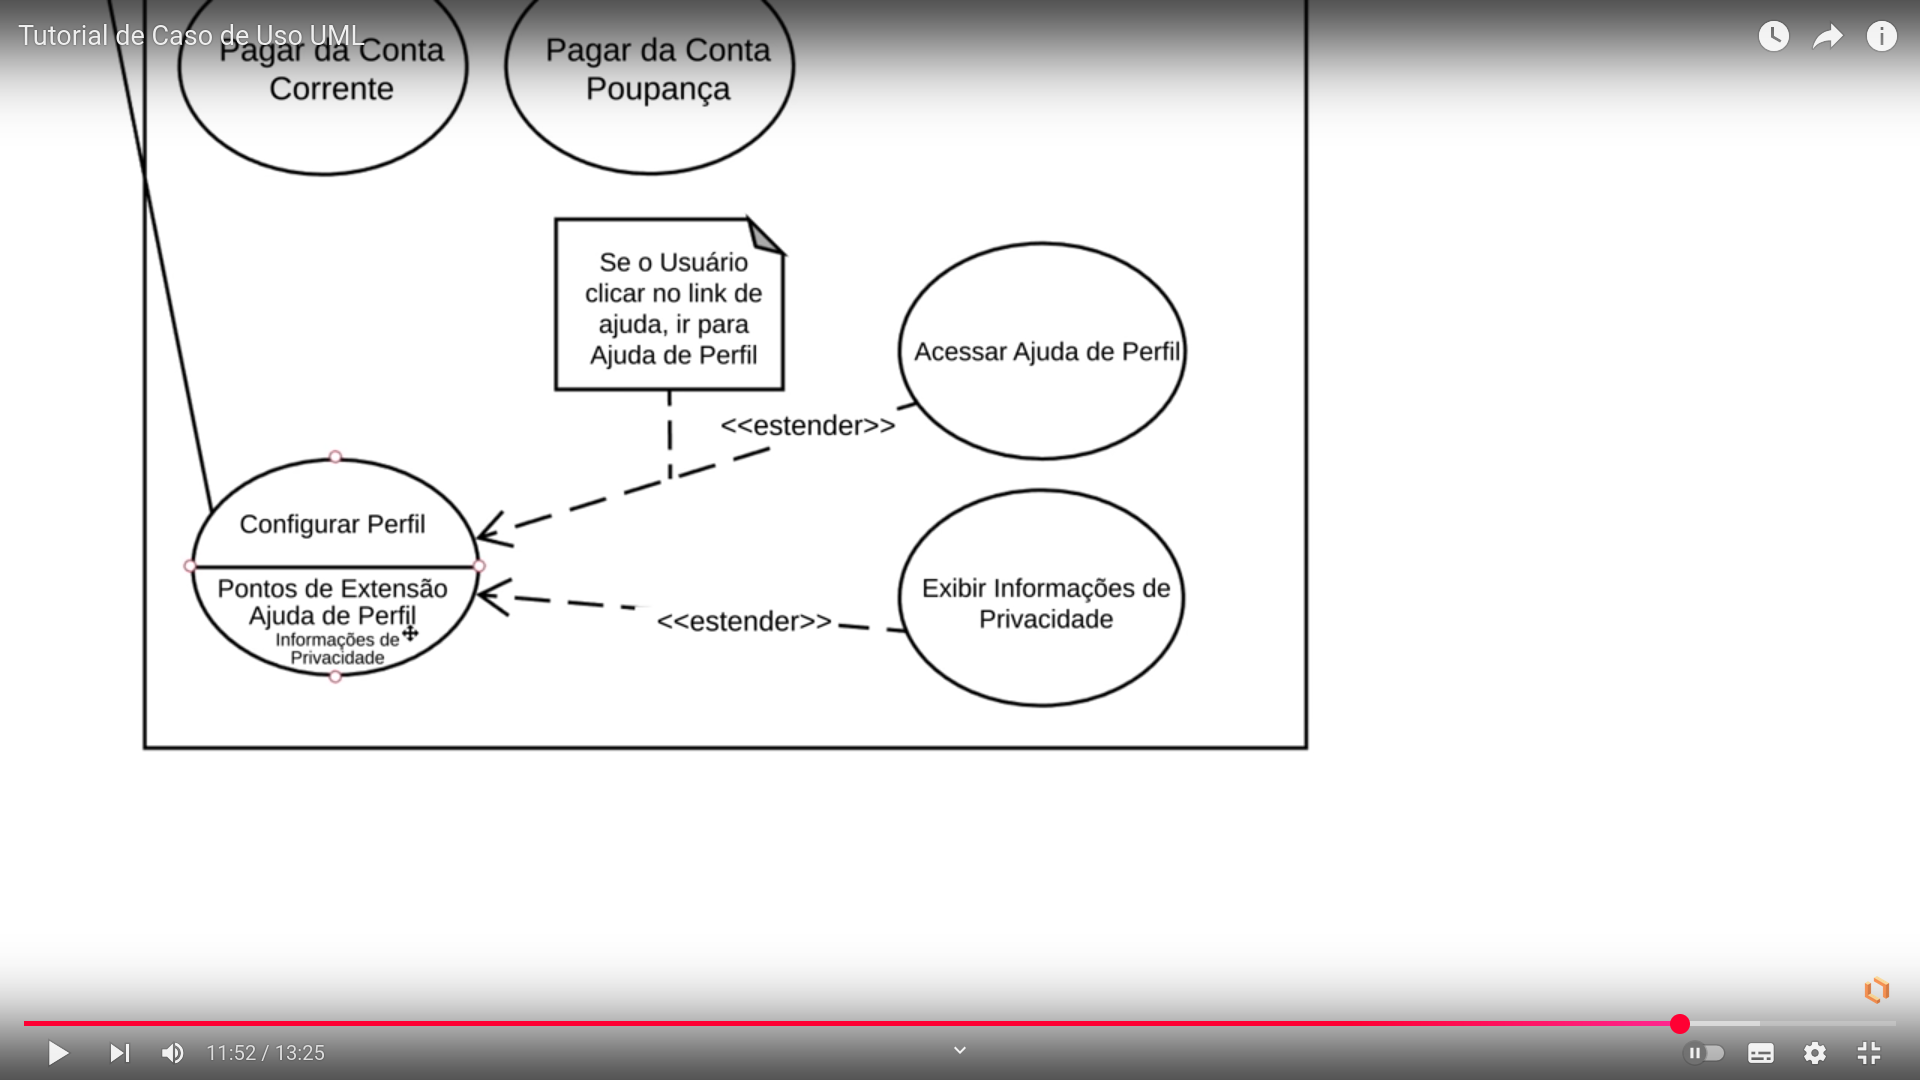 Tutorial de Caso de Uso UML
Pagar da Conta
Corrente
Pagar da Conta
Poupança
Se o Usuário
clicar no link de
ajuda, ir para
Ajuda de Perfil
Acessar Ajuda de Perfil
<<estender>>
Configurar Perfil
Pontos de Extensão
Ajuda de Perfil
Informações de
Privacidade
<<estender>>
Exibir Informações de
Privacidade
11:52 / 13:25